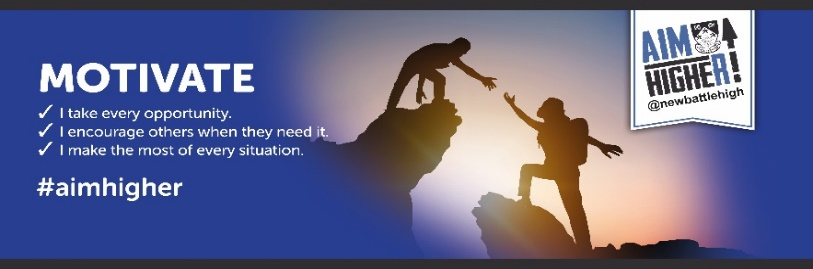 MOTIVATE
✓ I take every opportunity.
✓ I encourage others when they need it.
✓ I make the most of every situation.
#aimhigher
AIM
HIGHER!
@newbattlehigh